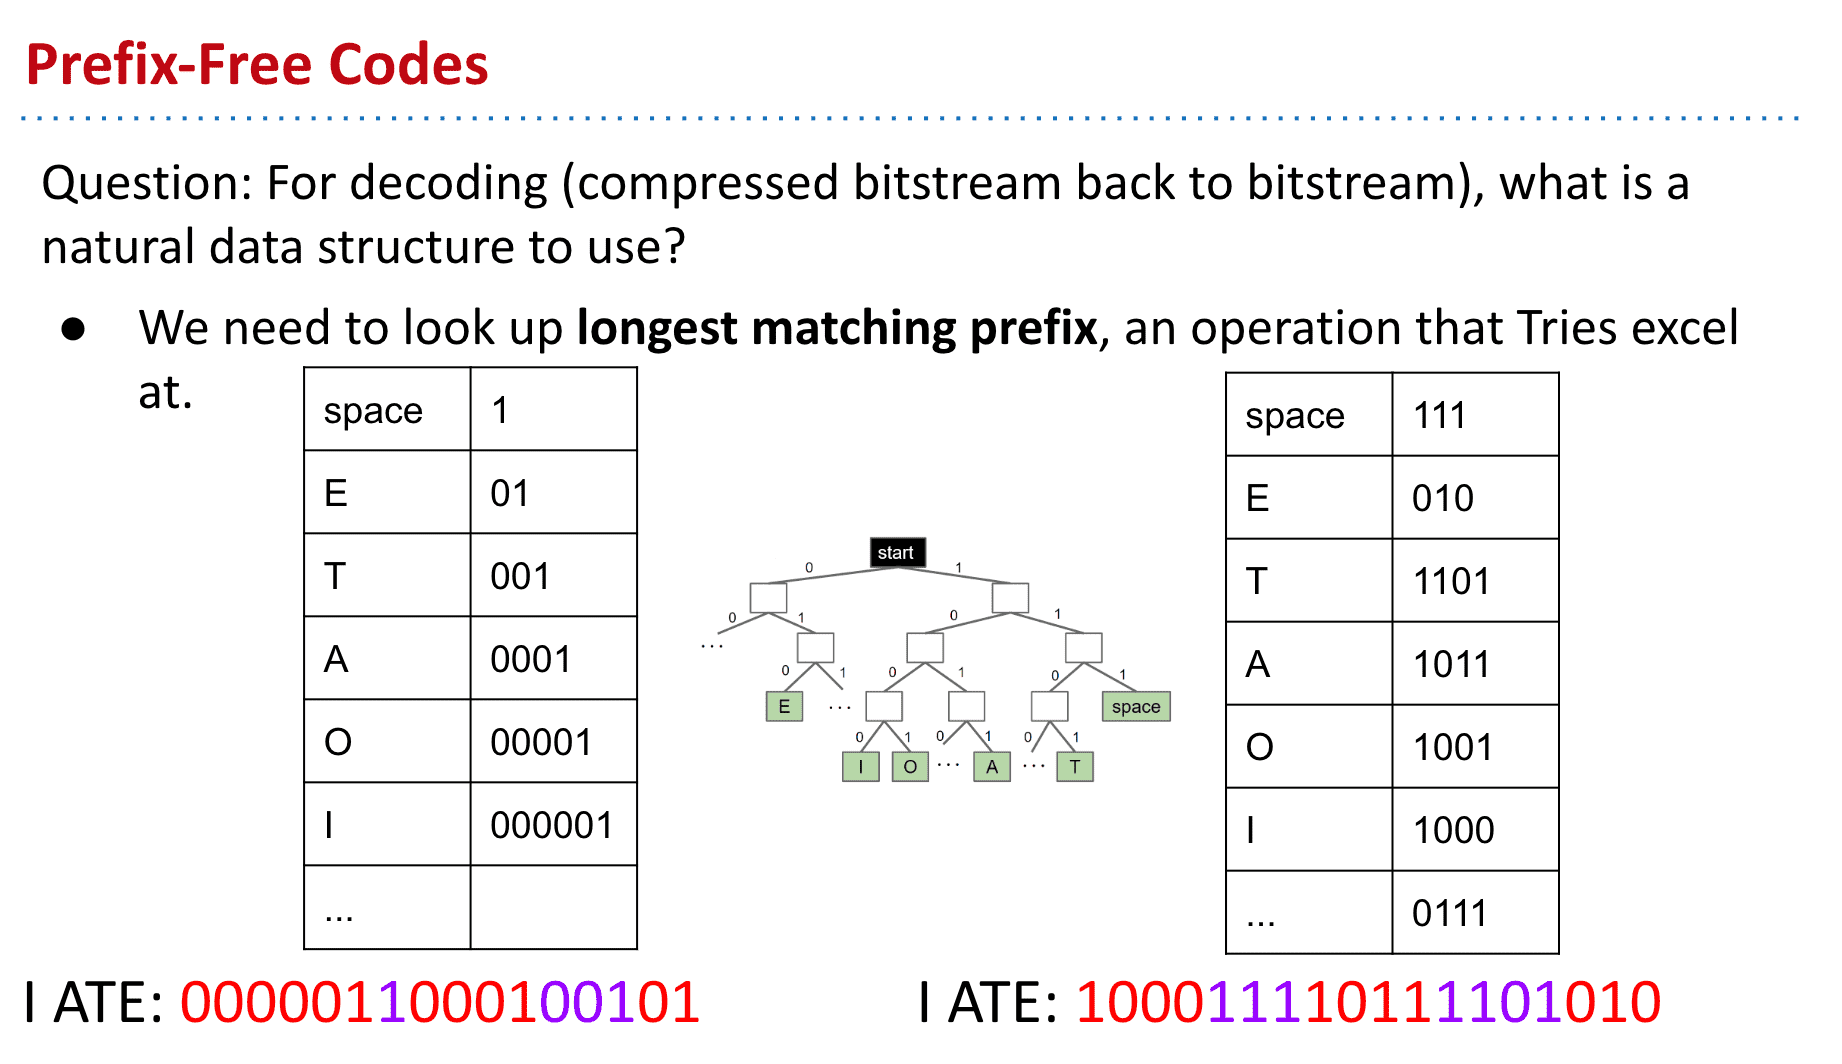 Prefix-Free Codes
Question: For decoding (compressed bitstream back to bitstream), what is a
natural data structure to use?
● We need to look up longest matching prefix, an operation that Tries excel
at.
space 1
E 01
T 001
A 0001
O 00001
I 000001
...
start
0 1
0 1 0 1
...
0 1 0 1 0 1
E ... space
0 1 0 1 0 1
I O ... A ... T
space 111
E 010
T 1101
A 1011
O 1001
I 1000
... 0111
I ATE: 0000011000100101
I ATE: 100011110111101010